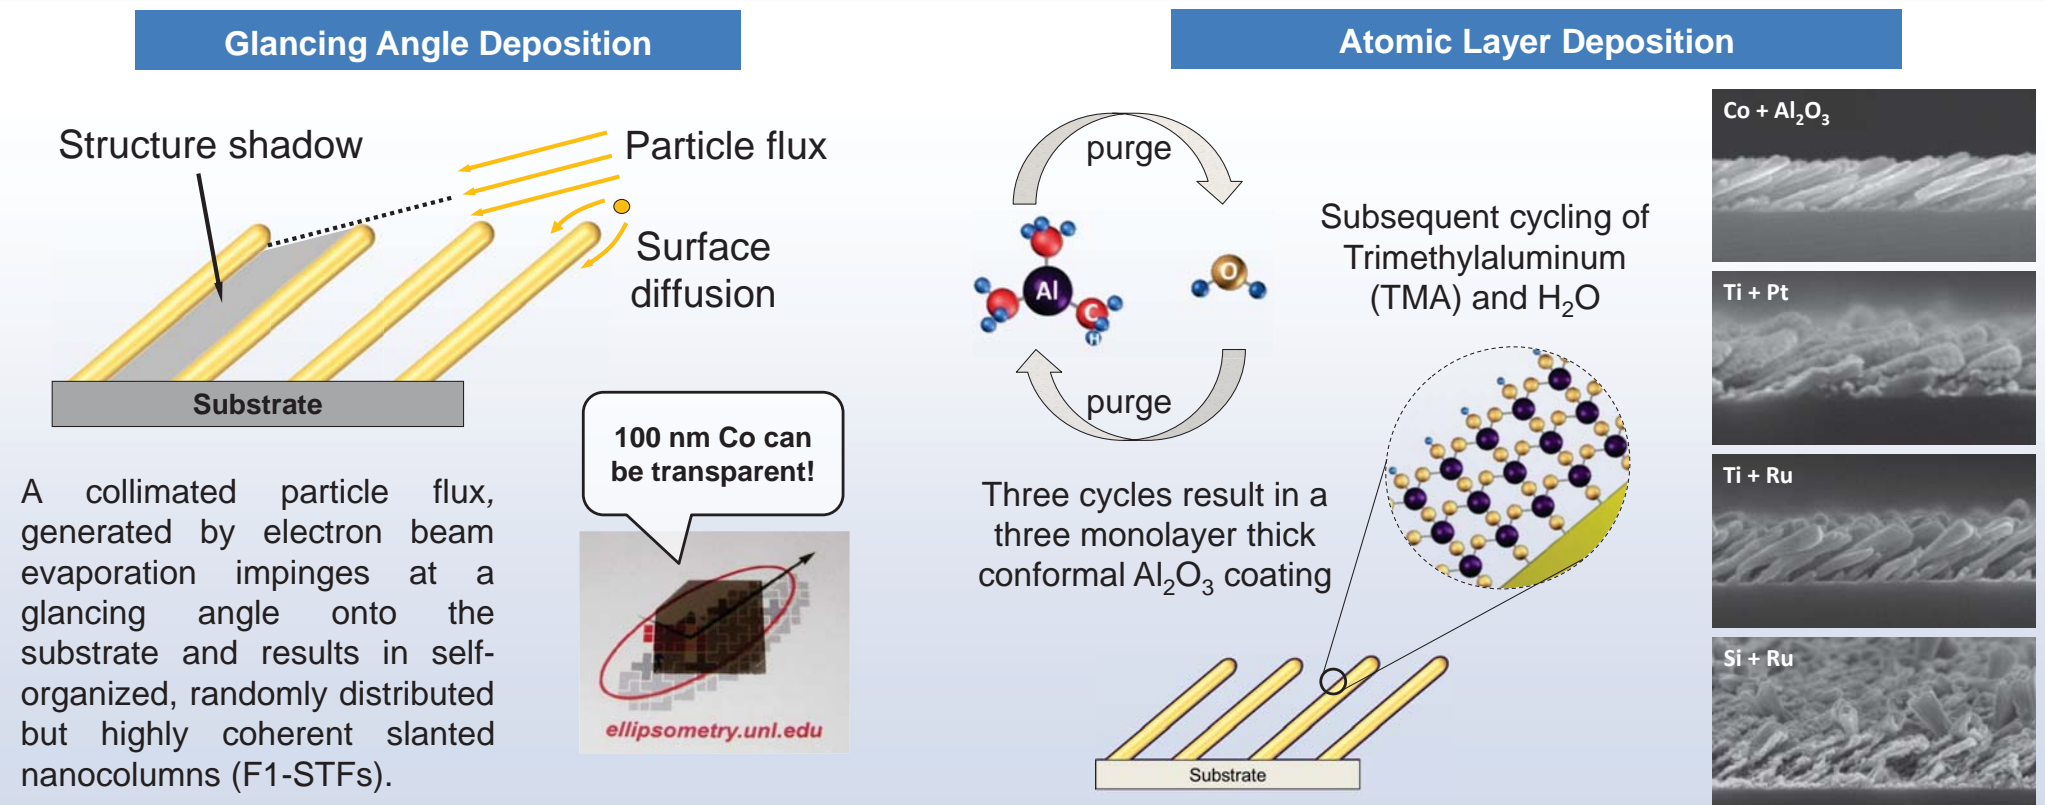 Glancing Angle Deposition
Structure shadow
Particle flux
Surface
diffusion
Substrate
100 nm Co can
be transparent!
A collimated particle flux,
generated by electron beam
evaporation impinges at a
glancing angle onto the
substrate and results in self-
organized, randomly distributed
but highly coherent slanted
nanocolumns (F1-STFs).
ellipsometry.unl.edu
Atomic Layer Deposition
purge
Al
C
H
O
purge
Subsequent cycling of
Trimethylaluminum
(TMA) and H₂O
Three cycles result in a
three monolayer thick
conformal Al₂O₃ coating
Substrate
Co + Al₂O₃
Ti + Pt
Ti + Ru
Si + Ru